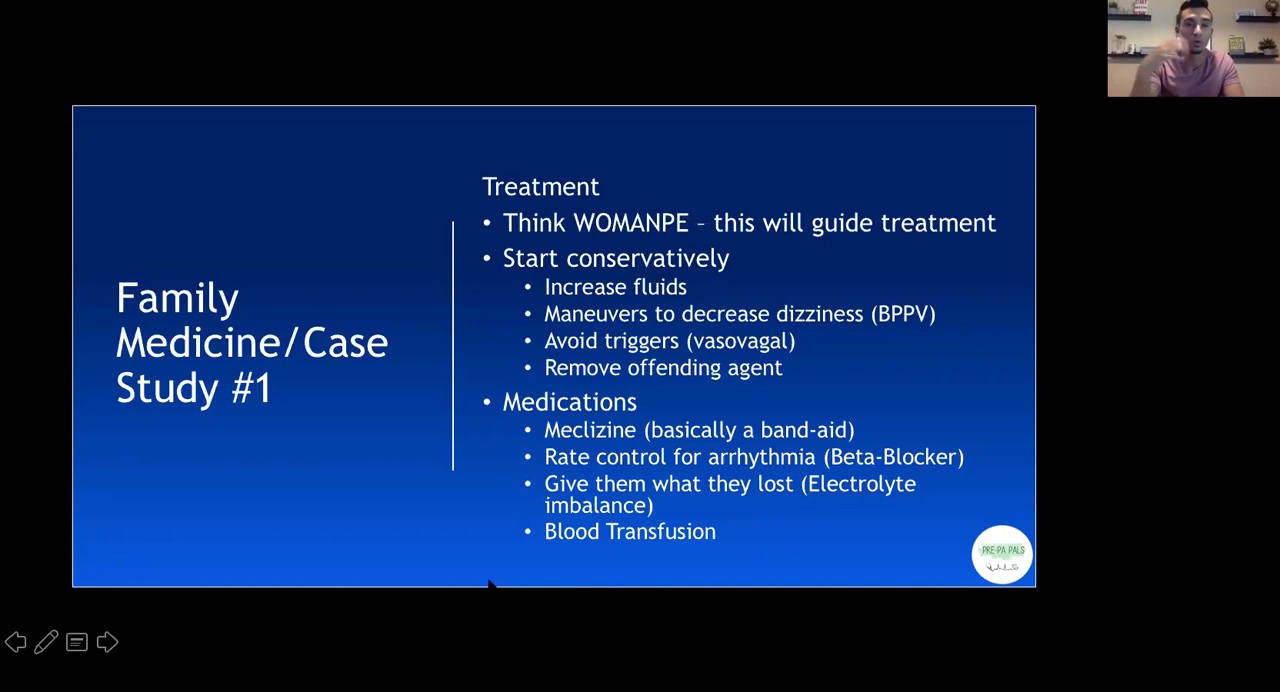 Family
Medicine/Case
Study #1
Treatment
• Think WOMANPE – this will guide treatment
• Start conservatively
• Increase fluids
• Maneuvers to decrease dizziness (BPPV)
• Avoid triggers (vasovagal)
• Remove offending agent
• Medications
• Meclizine (basically a band-aid)
• Rate control for arrhythmia (Beta-Blocker)
• Give them what they lost (Electrolyte
imbalance)
• Blood Transfusion
PRE-PA PALS